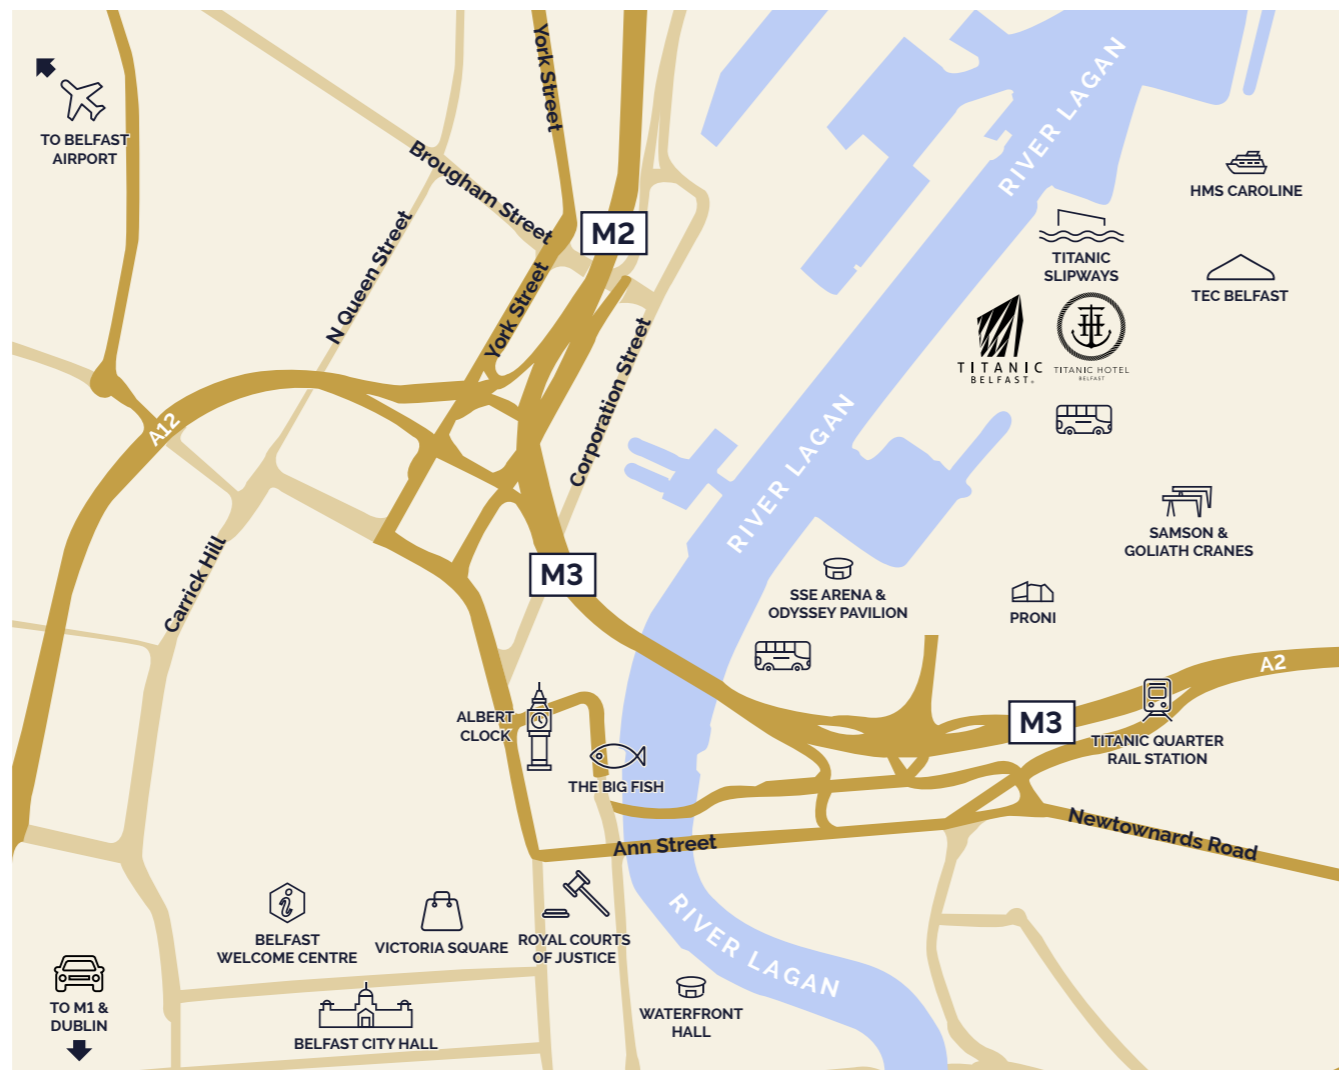 York Street
RIVER LAGAN
TO BELFAST
AIRPORT
Brougham Street
HMS CAROLINE
M2
N Queen Street
TITANIC
SLIPWAYS
York Street
TEC BELFAST
Corporation Street
TITANIC
BELFAST.
TITANIC HOTEL
BELFAST
A12
RIVER LAGAN
SAMSON &
GOLIATH CRANES
Carrick Hill
M3
SSE ARENA &
ODYSSEY PAVILION
PRONI
A2
ALBERT
CLOCK
M3
TITANIC QUARTER
RAIL STATION
THE BIG FISH
Ann Street
Newtownards Road
RIVER LAGAN
BELFAST
WELCOME CENTRE
VICTORIA SQUARE
ROYAL COURTS
OF JUSTICE
TO M1 &
DUBLIN
BELFAST CITY HALL
WATERFRONT
HALL